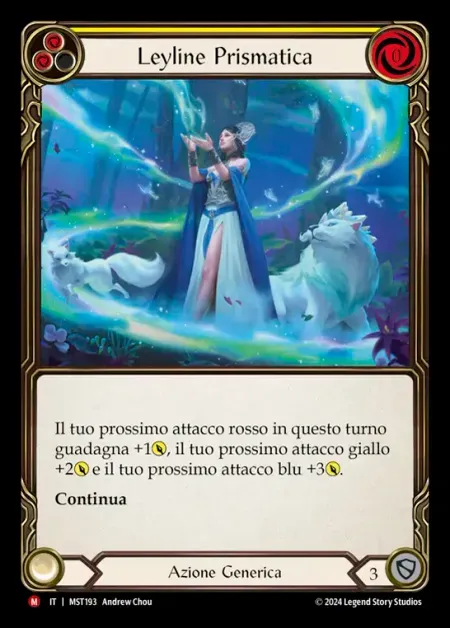 Leyline Prismatica
0
Il tuo prossimo attacco rosso in questo turno
guadagna +1, il tuo prossimo attacco giallo
+2 e il tuo prossimo attacco blu +3.
Continua
Azione Generica
3
M IT | MST193 Andrew Chou
© 2024 Legend Story Studios